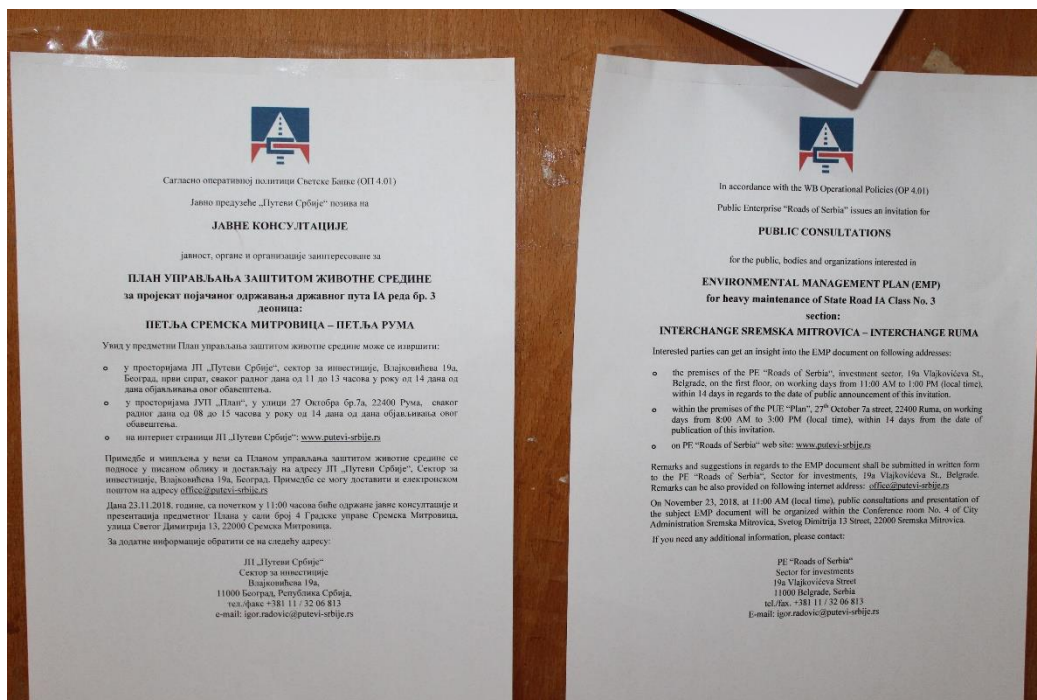 Сагласно оперативној политици Светске Банке (ОП 4.01)
Јавно предузеће „Путеви Србије“ позива на
ЈАВНЕ КОНСУЛТАЦИЈЕ
јавност, органе и организације заинтересоване за
ПЛАН УПРАВЉАЊА ЗАШТИТОМ ЖИВОТНЕ СРЕДИНЕ
за пројекат појачаног одржавања државног пута IA реда бр. 3
деоница:
ПЕТЉА СРЕМСКА МИТРОВИЦА – ПЕТЉА РУМА
Увид у предметни План управљања заштитом животне средине може се извршити:
o у просторијама ЈП „Путеви Србије“, сектор за инвестиције, Влајковићева 19а,
Београд, први спрат, сваког радног дана од 11 до 13 часова у року од 14 дана од
дана објављивања овог обавештења.
o у просторијама ЈУП „План“, у улици 27 Октобра бр.7а, 22400 Рума, сваког
радног дана од 08 до 15 часова у року од 14 дана од дана објављивања овог
обавештења.
o на интернет страници ЈП „Путеви Србије“: www.putevi-srbije.rs
Примедбе и мишљења у вези са Планом управљања заштитом животне средине се
подносе у писаном облику и достављају на адресу ЈП „Путеви Србије“, Сектор за
инвестиције, Влајковићева 19а, Београд. Примедбе се могу доставити и електронском
поштом на адресу office@putevi-srbije.rs
Дана 23.11.2018. године, са почетком у 11:00 часова биће одржане јавне консултације и
презентација предметног Плана у сали број 4 Градске управе Сремска Митровица,
улица Светог Димитрија 13, 22000 Сремска Митровица.
За додатне информације обратити се на следећу адресу:
ЈП „Путеви Србије“
Сектор за инвестиције
Влајковићева 19а,
11000 Београд, Република Србија,
тел./факс +381 11 / 32 06 813
e-mail: igor.radovic@putevi-srbije.rs
In accordance with the WB Operational Policies (OP 4.01)
Public Enterprise “Roads of Serbia” issues an invitation for
PUBLIC CONSULTATIONS
for the public, bodies and organizations interested in
ENVIRONMENTAL MANAGEMENT PLAN (EMP)
for heavy maintenance of State Road IA Class No. 3
section:
INTERCHANGE SREMSKA MITROVICA – INTERCHANGE RUMA
Interested parties can get an insight into the EMP document on following addresses:
o the premises of the PE “Roads of Serbia”, investment sector, 19a Vlajkovićeva St.,
Belgrade, on the first floor, on working days from 11:00 AM to 1:00 PM (local time),
within 14 days in regards to the date of public announcement of this invitation.
o within the premises of the PUE “Plan”, 27th October 7a street, 22400 Ruma, on working
days from 8:00 AM to 3:00 PM (local time), within 14 days from the date of
publication of this invitation.
o on PE “Roads of Serbia” web site: www.putevi-srbije.rs
Remarks and suggestions in regards to the EMP document shall be submitted in written form
to the PE “Roads of Serbia”, Sector for investments, 19a Vlajkovićeva St., Belgrade.
Remarks can be also provided on following internet address: office@putevi-srbije.rs
On November 23, 2018, at 11:00 AM (local time), public consultations and presentation of
the subject EMP document will be organized within the Conference room No. 4 of City
Administration Sremska Mitrovica, Svetog Dimitrija 13 Street, 22000 Sremska Mitrovica.
If you need any additional information, please contact:
PE “Roads of Serbia“
Sector for investments
19a Vlajkovićeva Street
11000 Belgrade, Serbia
tel./fax. +381 11 / 32 06 813
E-mail: igor.radovic@putevi-srbije.rs